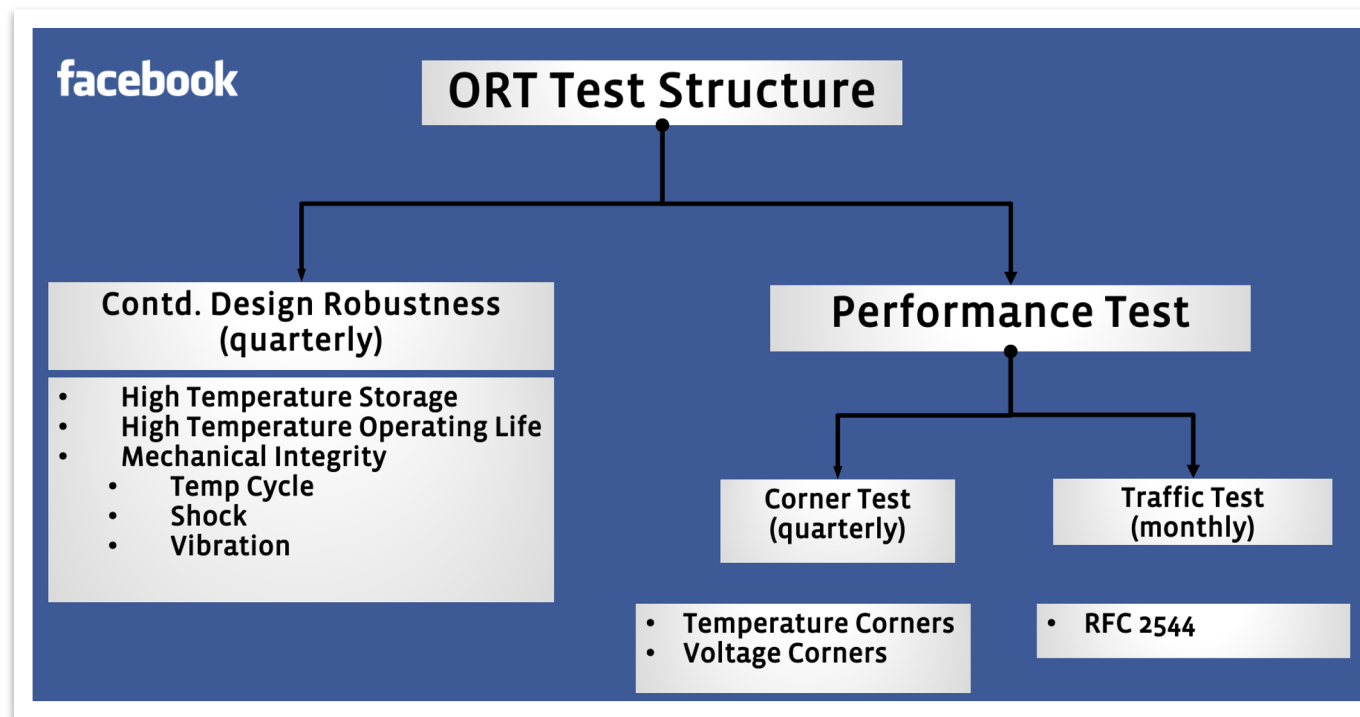 facebook
ORT Test Structure
Contd. Design Robustness
(quarterly)
• High Temperature Storage
• High Temperature Operating Life
• Mechanical Integrity
• Temp Cycle
• Shock
• Vibration
Performance Test
Corner Test
(quarterly)
• Temperature Corners
• Voltage Corners
Traffic Test
(monthly)
• RFC 2544